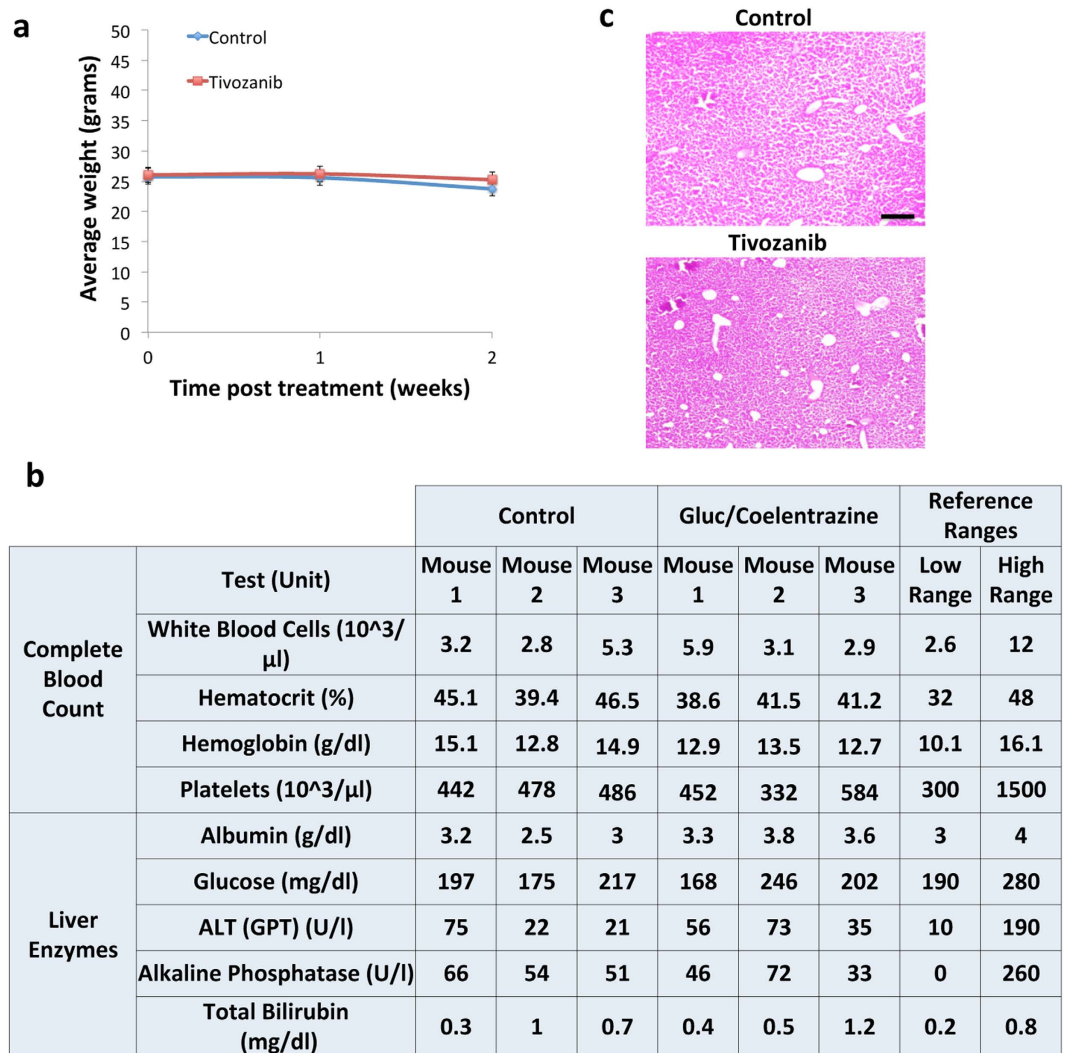 a
50
45
40
35
30
25
20
15
10
5
0
Average weight (grams)
Control
Tivozanib
0 1 2
Time post treatment (weeks)
c
Control
Tivozanib
b
Control Gluc/Coelentrazine Reference
Ranges
Test (Unit) Mouse 1 Mouse 2 Mouse 3 Mouse 1 Mouse 2 Mouse 3 Low Range High Range
Complete
Blood
Count
White Blood Cells (10^3/
µl) 3.2 2.8 5.3 5.9 3.1 2.9 2.6 12
Hematocrit (%) 45.1 39.4 46.5 38.6 41.5 41.2 32 48
Hemoglobin (g/dl) 15.1 12.8 14.9 12.9 13.5 12.7 10.1 16.1
Platelets (10^3/µl) 442 478 486 452 332 584 300 1500
Liver
Enzymes
Albumin (g/dl) 3.2 2.5 3 3.3 3.8 3.6 3 4
Glucose (mg/dl) 197 175 217 168 246 202 190 280
ALT (GPT) (U/l) 75 22 21 56 73 35 10 190
Alkaline Phosphatase (U/l) 66 54 51 46 72 33 0 260
Total Bilirubin
(mg/dl) 0.3 1 0.7 0.4 0.5 1.2 0.2 0.8